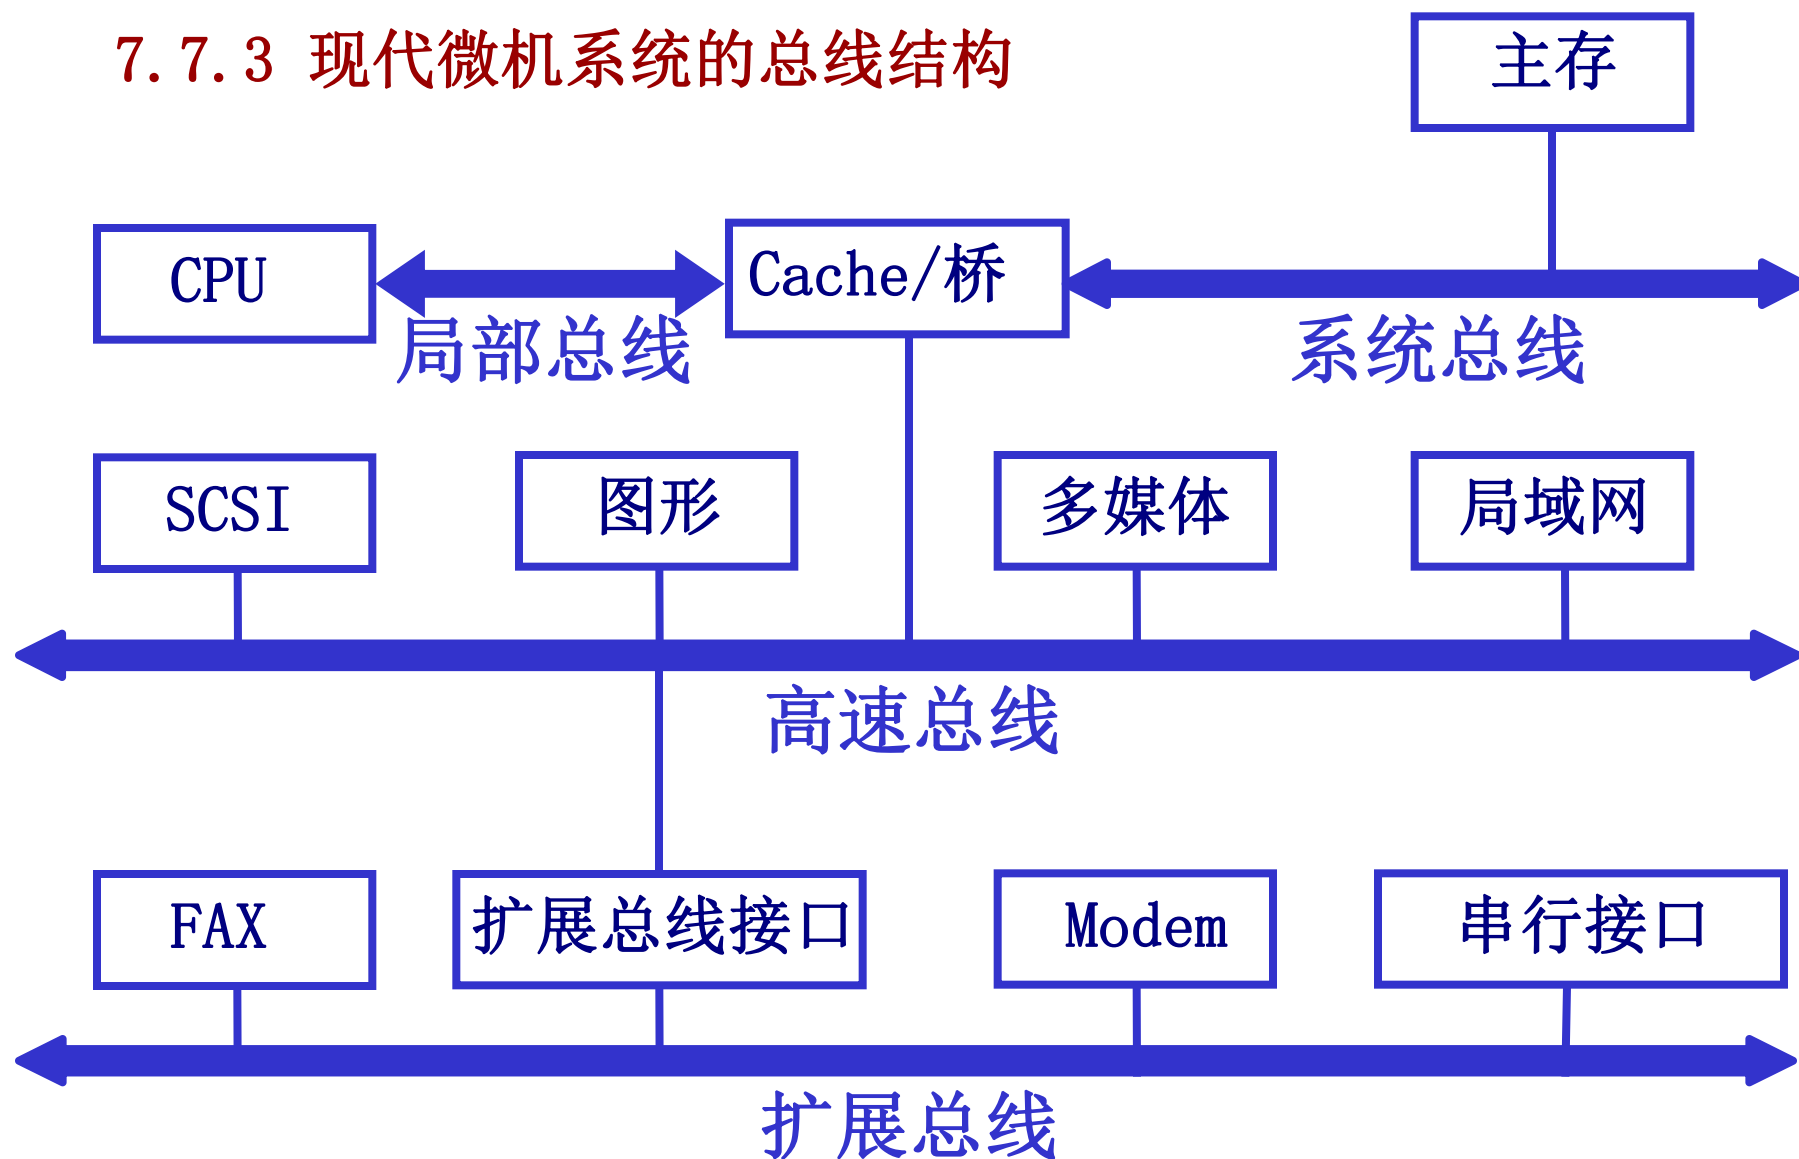 7.7.3 现代微机系统的总线结构
主存
CPU
Cache/桥
局部总线
系统总线
SCSI
图形
多媒体
局域网
高速总线
FAX
扩展总线接口
Modem
串行接口
扩展总线